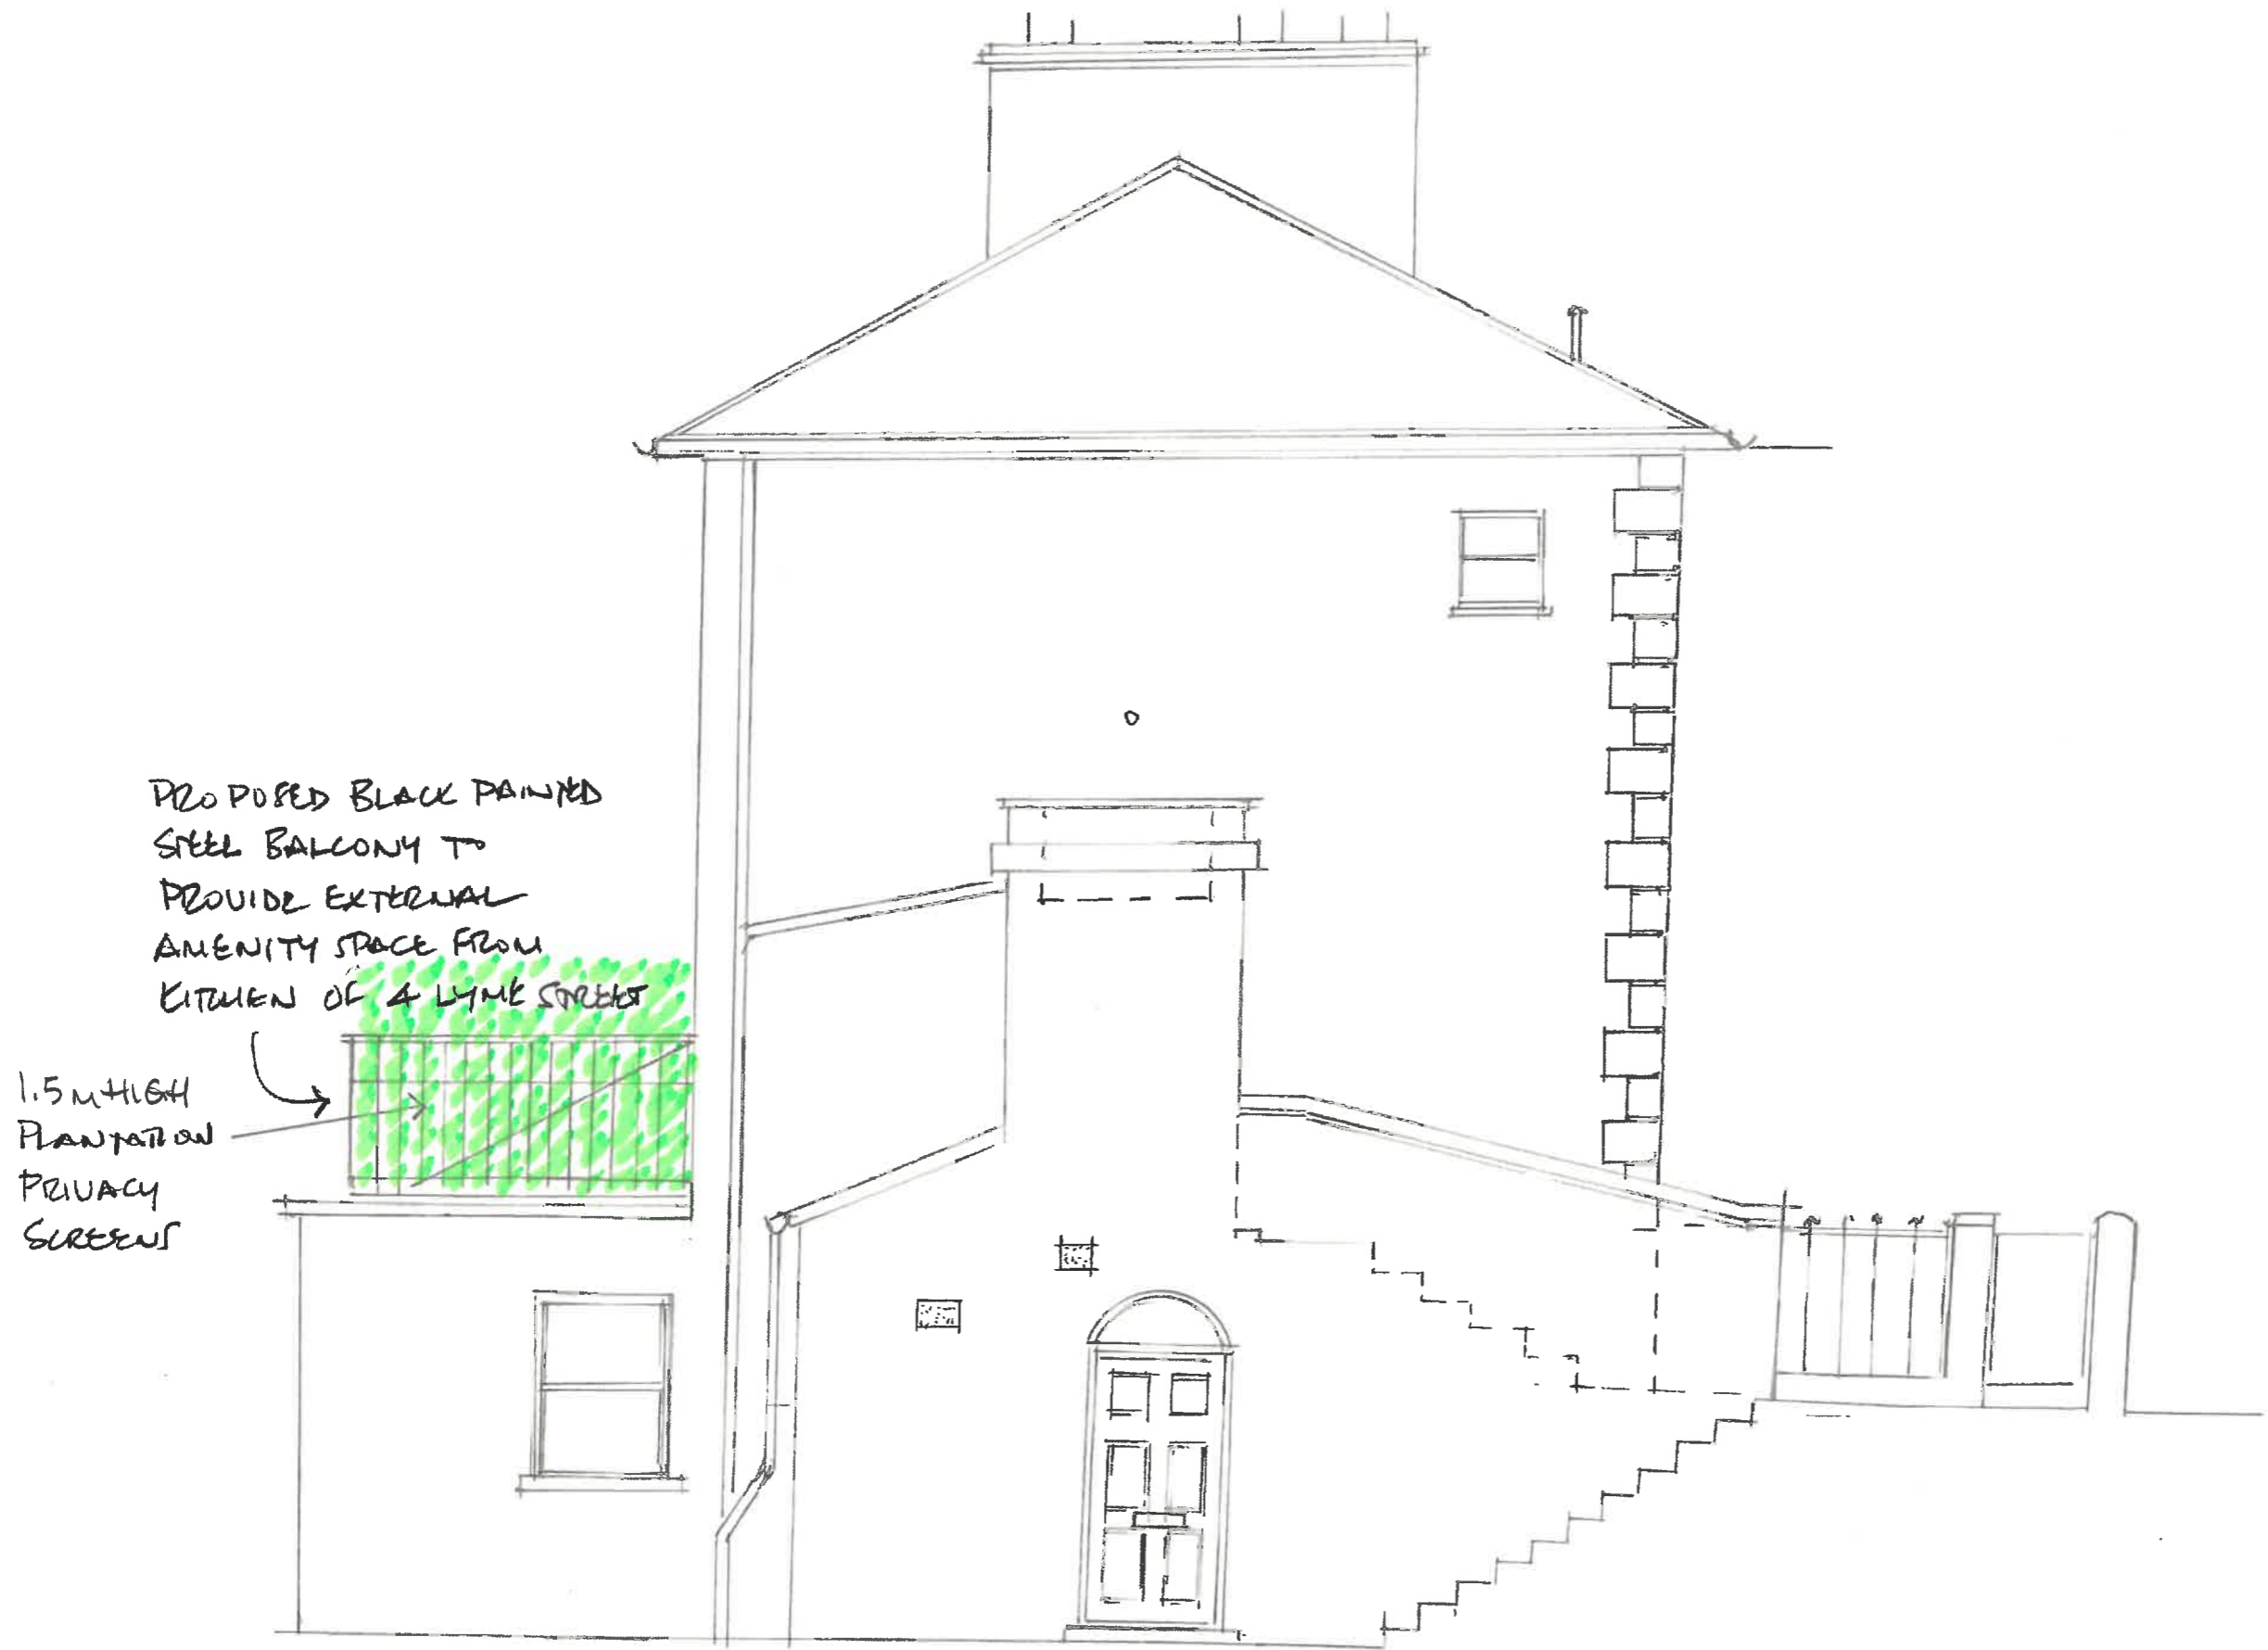 PROPOSED BLACK PAINTED
STEEL BALCONY TO
PROVIDE EXTERNAL
AMENITY SPACE FROM
KITCHEN OF 4 LYME STREET
1.5M HIGH
PLANTATION
PRIVACY
SCREENS